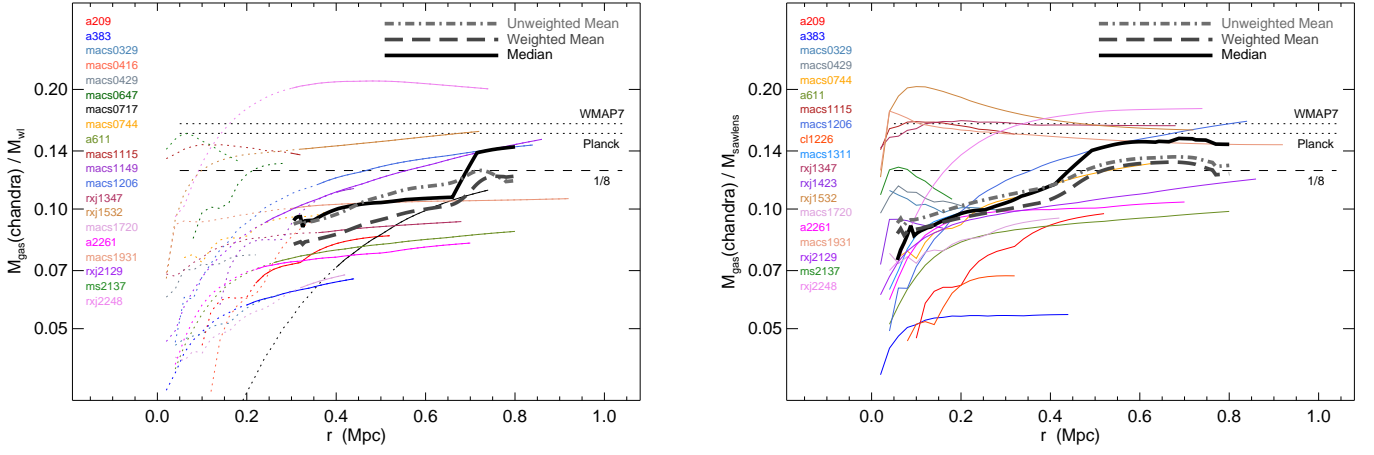 a209
a383
macs0329
macs0416
macs0429
macs0647
macs0717
macs0744
a611
macs1115
macs1149
macs1206
rxj1347
rxj1532
macs1720
a2261
macs1931
rxj2129
ms2137
rxj2248
Unweighted Mean
Weighted Mean
Median
WMAP7
Planck
1/8
0.20
0.14
0.10
0.07
0.05
Mgas(chandra) / Mwl
0.0 0.2 0.4 0.6 0.8 1.0
r (Mpc)
a209
a383
macs0329
macs0429
macs0744
a611
macs1115
macs1206
cl1226
macs1311
rxj1347
rxj1423
rxj1532
macs1720
a2261
macs1931
rxj2129
ms2137
rxj2248
Unweighted Mean
Weighted Mean
Median
WMAP7
Planck
1/8
0.20
0.14
0.10
0.07
0.05
Mgas(chandra) / Msawlens
0.0 0.2 0.4 0.6 0.8 1.0
r (Mpc)